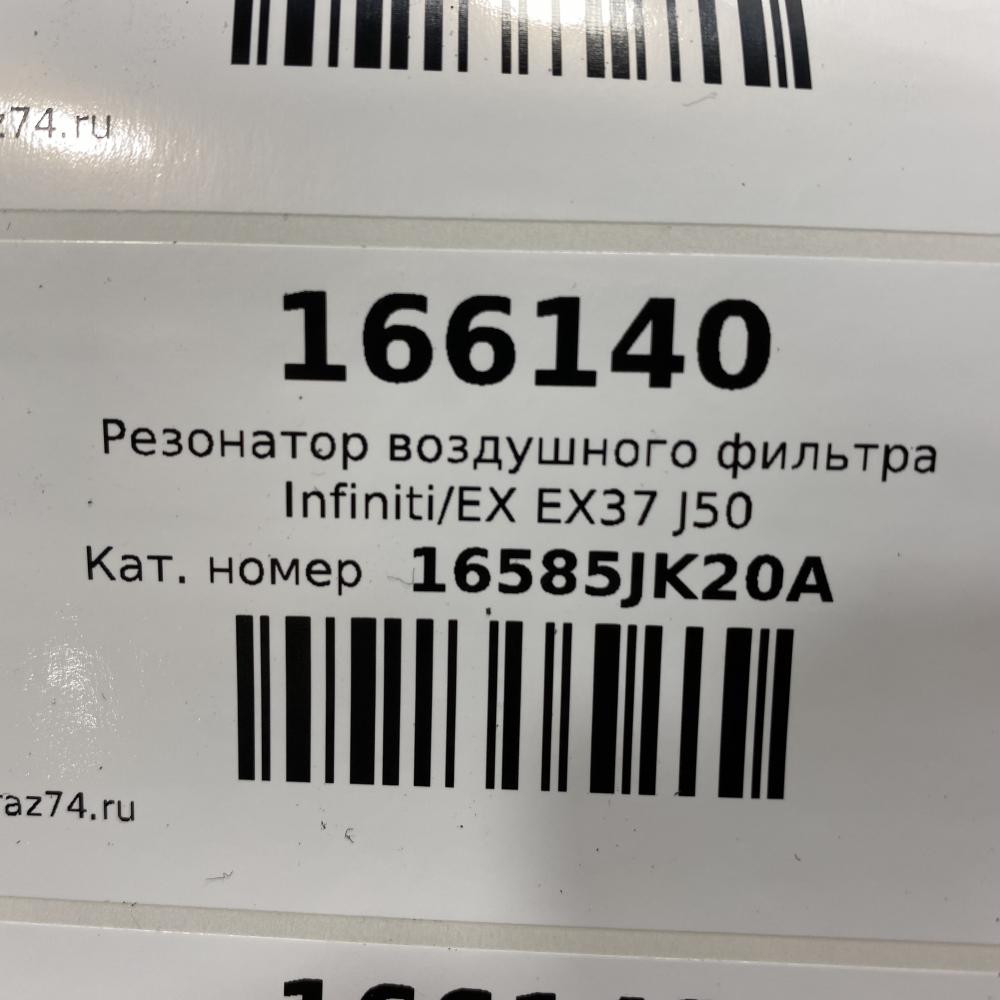 z74.ru
166140
Резонатор воздушного фильтра
Infiniti/EX EX37 J50
Кат. номер 16585JK20A
raz74.ru